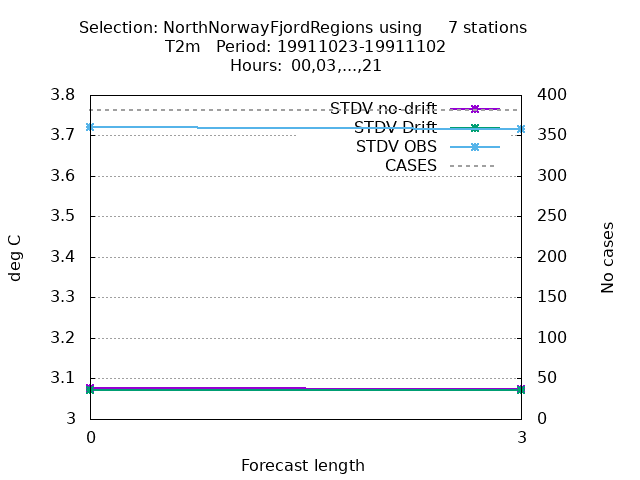 Selection: NorthNorwayFjordRegions using 7 stations
T2m Period: 19911023-19911102
Hours: 00,03,...,21
3.8
3.7
3.6
3.5
3.4
3.3
3.2
3.1
3
400
350
300
250
200
150
100
50
0
STDV no-drift
STDV Drift
STDV OBS
CASES
deg C
No cases
0
3
Forecast length